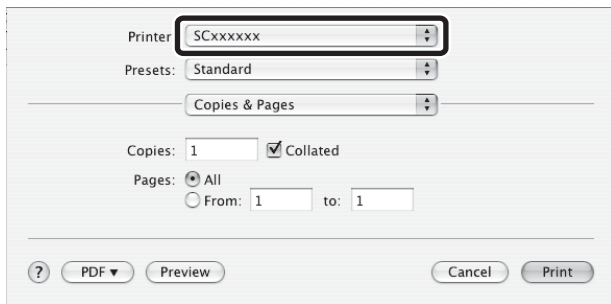 Printer SCxxxxxx
Presets: Standard
Copies & Pages
Copies: 1 Collated
Pages: All
From: 1 to: 1
? PDF Preview Cancel Print